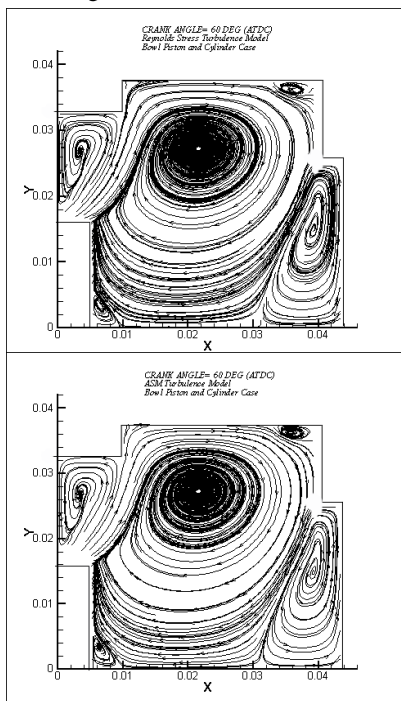 CRANK ANGLE= 60 DEG (ATDC)
Reynolds Stress Turbulence Model
Bowl Piston and Cylinder Case
0.04
0.03
Y
0.02
0.01
0
0
0.01
0.02
0.03
0.04
X
CRANK ANGLE= 60 DEG (ATDC)
ASM Turbulence Model
Bowl Piston and Cylinder Case
0.04
0.03
Y
0.02
0.01
0
0
0.01
0.02
0.03
0.04
X